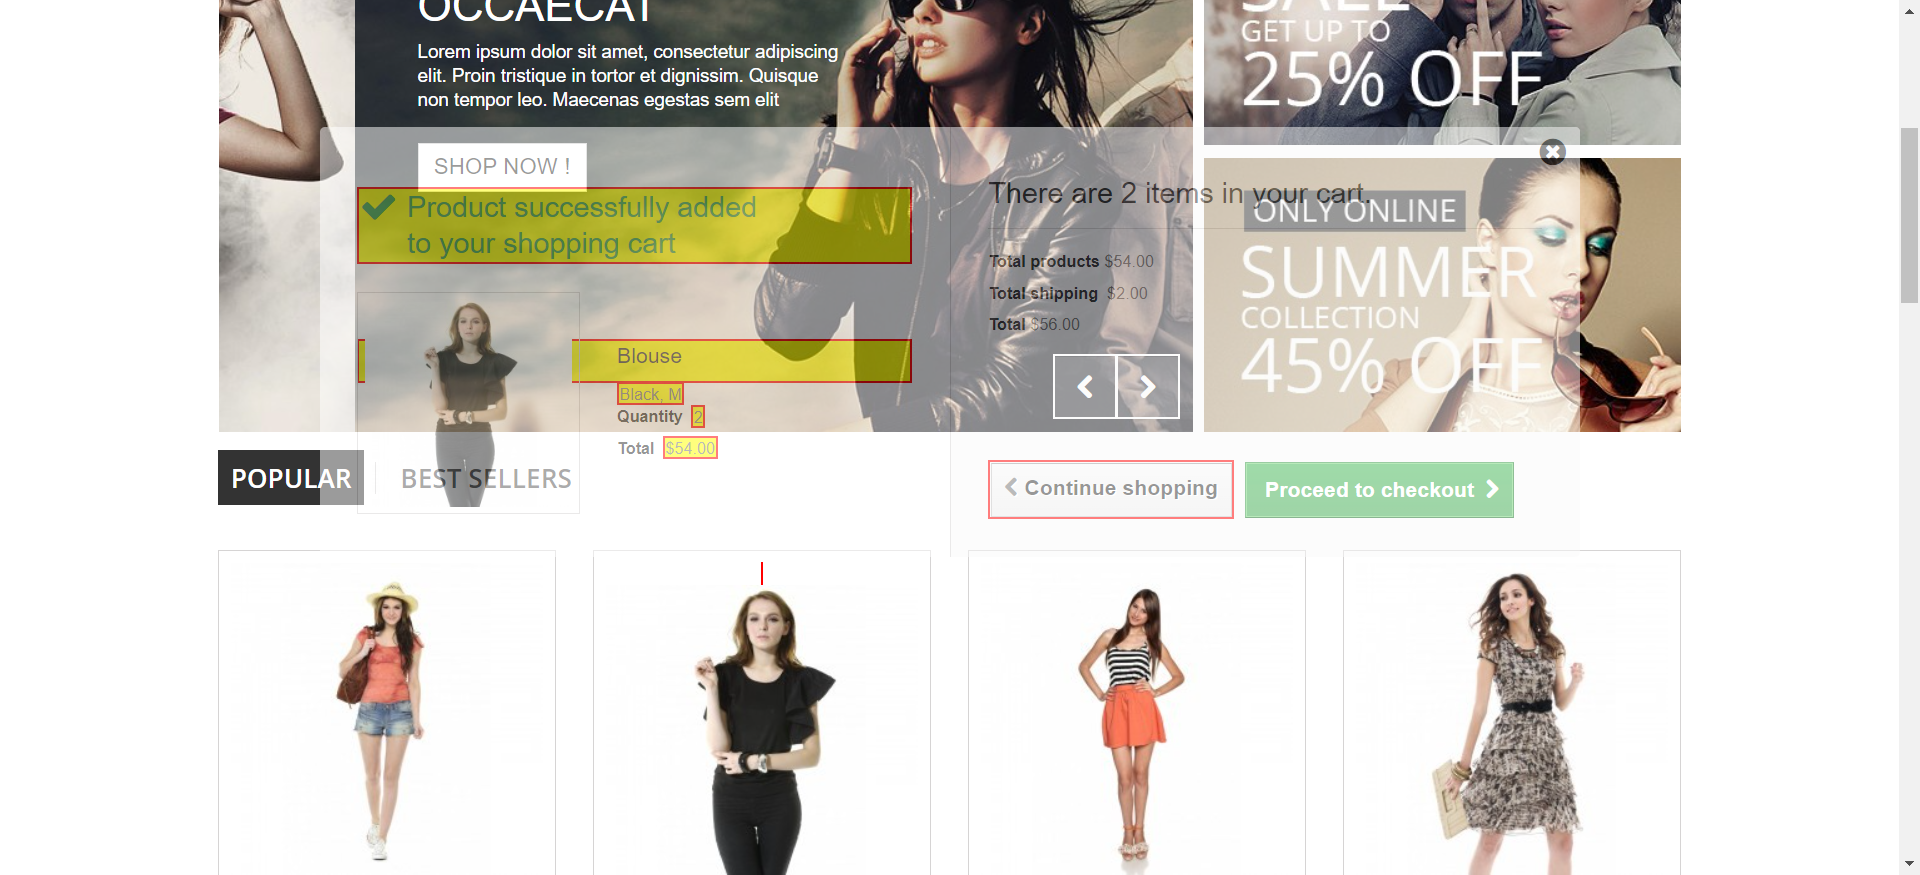 OCCAECAT
Lorem ipsum dolor sit amet, consectetur adipiscing
elit. Proin tristique in tortor et dignissim. Quisque
non tempor leo. Maecenas egestas sem elit
SHOP NOW !
SALE
GET UP TO
25% OFF
Product successfully added
to your shopping cart
Blouse
Black, M
Quantity 2
Total $54.00
There are 2 items in your cart.
Total products $54.00
Total shipping $2.00
Total $56.00
Continue shopping
Proceed to checkout
ONLY ONLINE
SUMMER
COLLECTION
45% OFF
POPULAR
BEST SELLERS